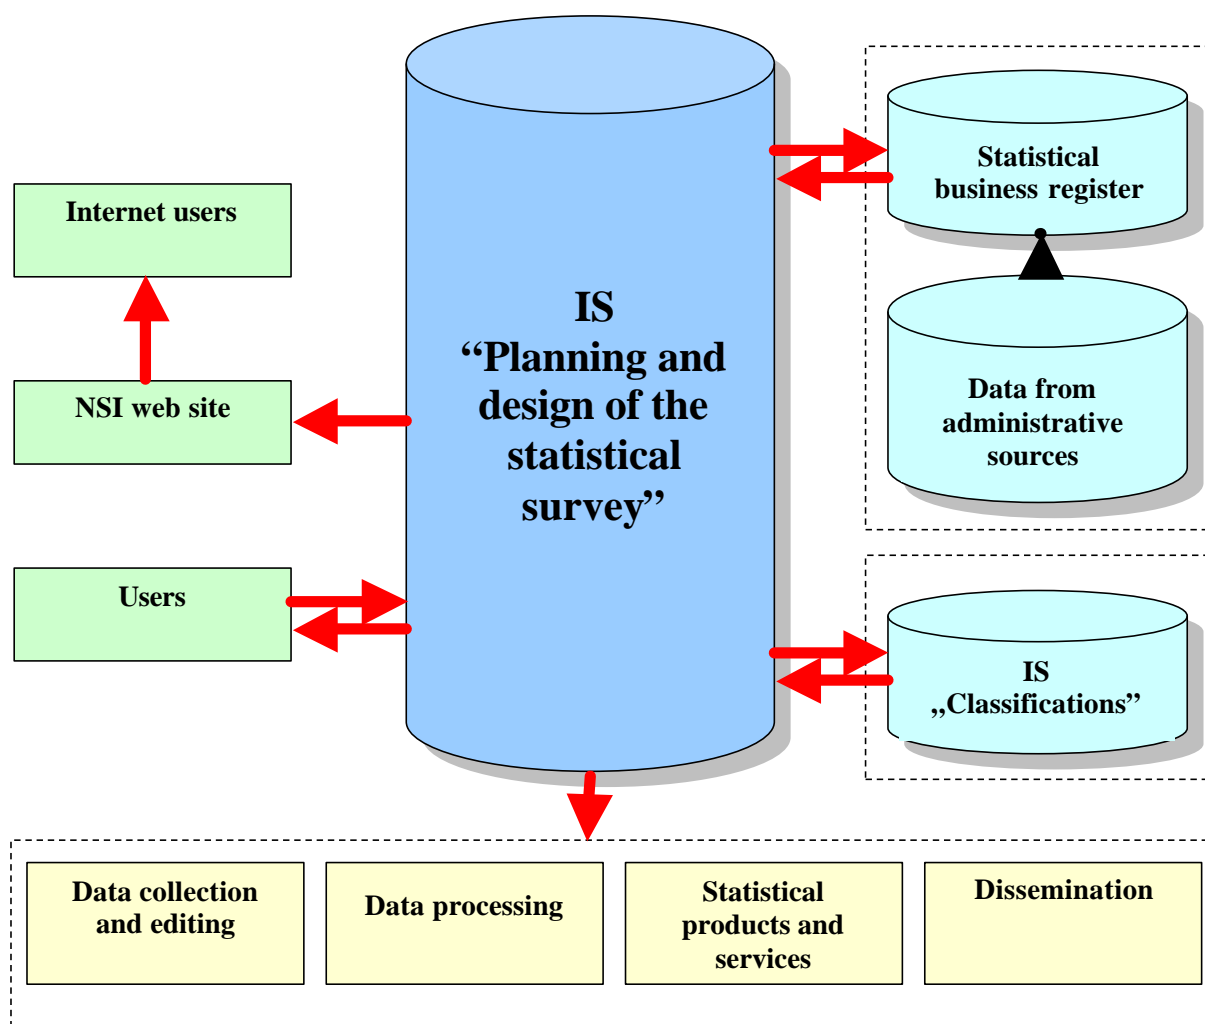 Internet users
NSI web site
Users
IS
“Planning and
design of the
statistical
survey”
Statistical
business register
Data from
administrative
sources
IS
„Classifications”
Data collection
and editing
Data processing
Statistical
products and
services
Dissemination